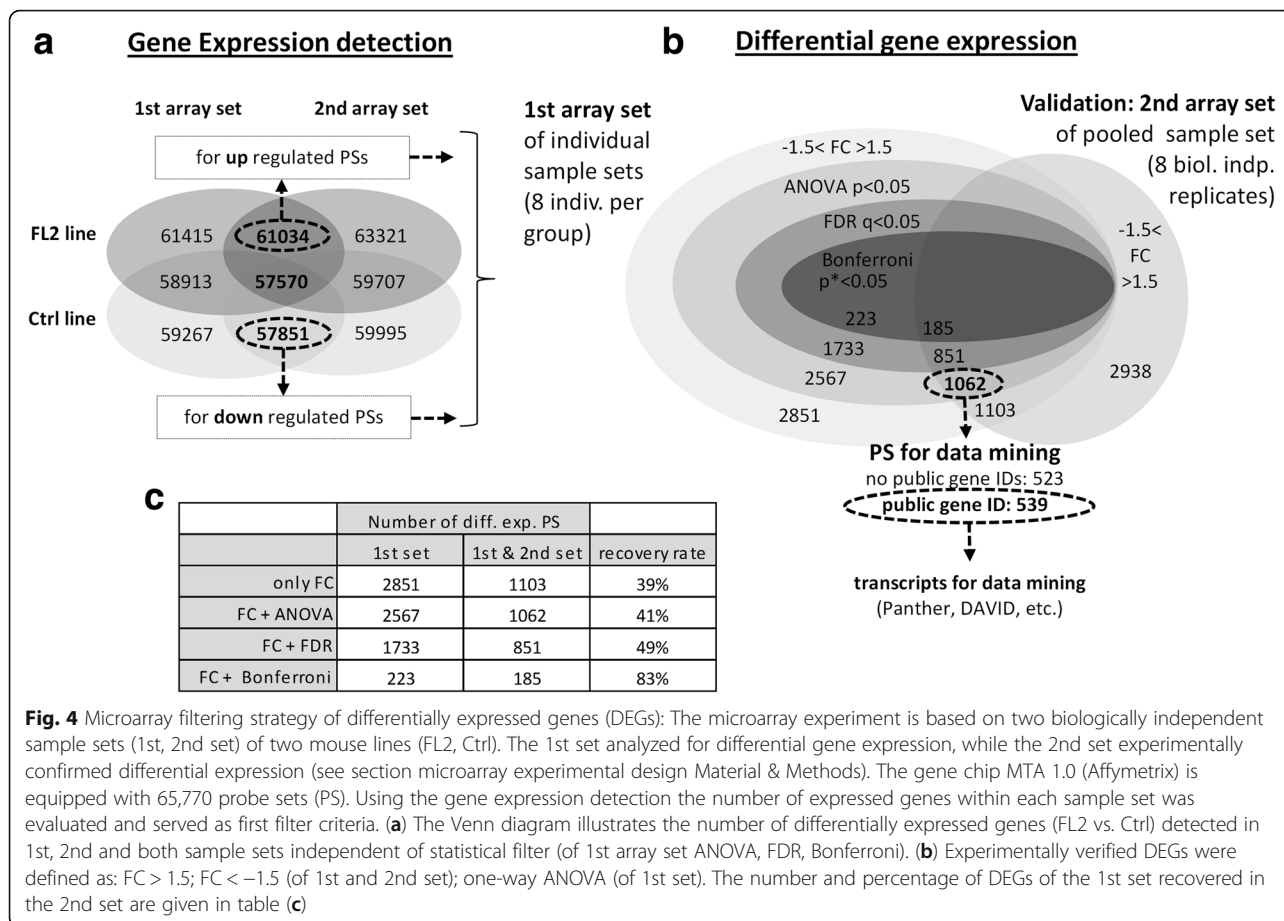 a Gene Expression detection
1st array set 2nd array set
for up regulated PSs
FL2 line
61415 61034 63321
58913 57570 59707
Ctrl line
59267 57851 59995
for down regulated PSs
1st array set
of individual
sample sets
(8 indiv. per
group)
b Differential gene expression
Validation: 2nd array set
of pooled sample set
(8 biol. indp.
replicates)
-1.5< FC >1.5
ANOVA p<0.05
FDR q<0.05
Bonferroni
p*<0.05
-1.5<
FC
>1.5
223 185
1733 851
2567 1062 2938
2851 1103
PS for data mining
no public gene IDs: 523
public gene ID: 539
transcripts for data mining
(Panther, DAVID, etc.)
c
Number of diff. exp. PS
1st set 1st & 2nd set recovery rate
only FC 2851 1103 39%
FC + ANOVA 2567 1062 41%
FC + FDR 1733 851 49%
FC + Bonferroni 223 185 83%
Fig. 4 Microarray filtering strategy of differentially expressed genes (DEGs): The microarray experiment is based on two biologically independent
sample sets (1st, 2nd set) of two mouse lines (FL2, Ctrl). The 1st set analyzed for differential gene expression, while the 2nd set experimentally
confirmed differential expression (see section microarray experimental design Material & Methods). The gene chip MTA 1.0 (Affymetrix) is
equipped with 65,770 probe sets (PS). Using the gene expression detection the number of expressed genes within each sample set was
evaluated and served as first filter criteria. (a) The Venn diagram illustrates the number of differentially expressed genes (FL2 vs. Ctrl) detected in
1st, 2nd and both sample sets independent of statistical filter (of 1st array set ANOVA, FDR, Bonferroni). (b) Experimentally verified DEGs were
defined as: FC > 1.5; FC < −1.5 (of 1st and 2nd set); one-way ANOVA (of 1st set). The number and percentage of DEGs of the 1st set recovered in
the 2nd set are given in table (c)